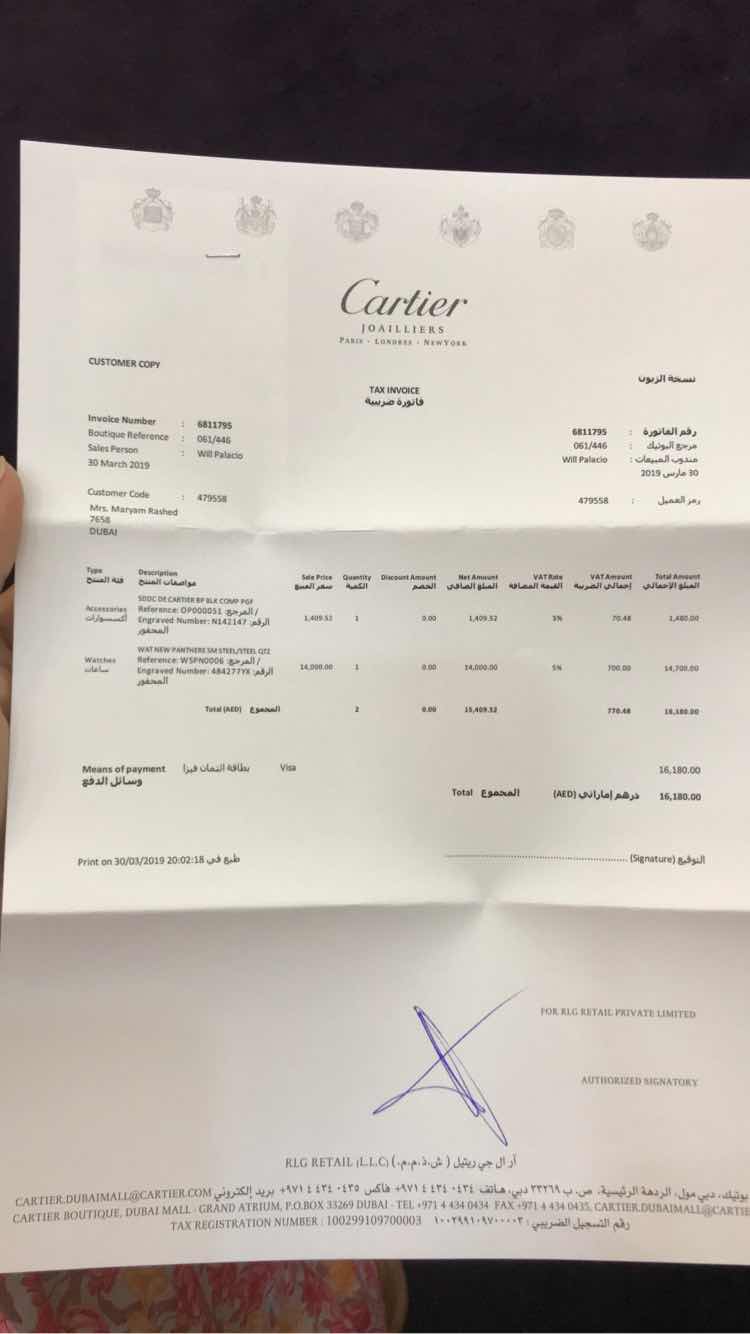 Cartier
JOAILLIERS
PARIS - LONDRES - NEWYORK
CUSTOMER COPY
نسخة الزبون
TAX INVOICE
فاتورة ضريبية
Invoice Number : 6811795
Boutique Reference : 061/446
Sales Person : Will Palacio
30 March 2019
6811795 : رقم الفاتورة
061/446 : مرجع البوتيك
Will Palacio : مندوب المبيعات
30 مارس 2019
Customer Code : 479558
479558 : رمز العميل
Mrs. Maryam Rashed
7658
DUBAI
Type Description Sale Price Quantity Discount Amount Net Amount VAT Rate VAT Amount Total Amount
فئة المنتج مواصفات المنتج سعر المبيع الكمية الخصم المبلغ الصافي القيمة المضافة إجمالي الضريبة المبلغ الإجمالي
SDDC DE CARTIER BP BLK COMP PGF
Accessories Reference: OP000051 :المرجع /
أكسسوارات Engraved Number: N142147 :الرقم 1,409.52 1 0.00 1,409.52 5% 70.48 1,480.00
المحفور
WAT NEW PANTHERE SM STEEL/STEEL QTZ
Watches Reference: WSPN0006 :المرجع /
ساعات Engraved Number: 484277YX :الرقم 14,000.00 1 0.00 14,000.00 5% 700.00 14,700.00
المحفور
Total (AED) المجموع 2 0.00 15,409.52 770.48 16,180.00
Means of payment بطاقة ائتمان فيزا Visa 16,180.00
وسائل الدفع
Total المجموع (AED) درهم إماراتي 16,180.00
Print on 30/03/2019 20:02:18 طبع في
(Signature) التوقيع
FOR RLG RETAIL PRIVATE LIMITED
AUTHORIZED SIGNATORY
RLG RETAIL (L.L.C) (ش.ذ.م.م.) آر ال جي ريتيل
بوتيك، دبي مول، الردهة الرئيسية، ص. ب ٣٣٢٦٩ دبي، هاتف ٠٤٣٤ ٤٣٤ ٤ ٩٧١+ فاكس ٠٤٣٥ ٤٣٤ ٤ ٩٧١+ بريد إلكتروني CARTIER.DUBAIMALL@CARTIER.COM
CARTIER BOUTIQUE, DUBAI MALL - GRAND ATRIUM, P.O.BOX 33269 DUBAI - TEL +971 4 434 0434 FAX +971 4 434 0435, CARTIER.DUBAIMALL@CARTIE
TAX REGISTRATION NUMBER : 100299109700003 رقم التسجيل الضريبي : ١٠٠٢٩٩١٠٩٧٠٠٠٠٣